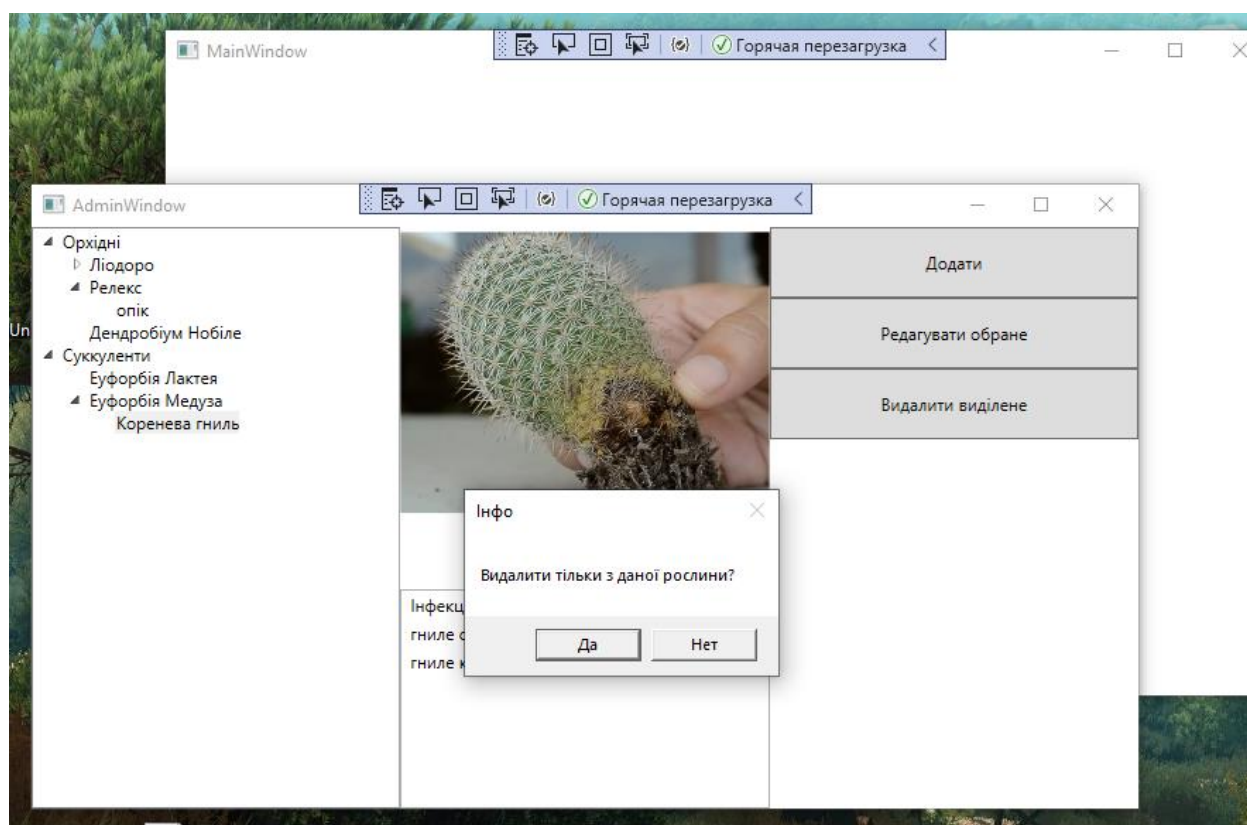 MainWindow
Горячая перезагрузка
AdminWindow
Горячая перезагрузка
Орхідні
Ліодоро
Релекс
опік
Дендробіум Нобіле
Суккуленти
Еуфорбія Лактея
Еуфорбія Медуза
Коренева гниль
Додати
Редагувати обране
Видалити виділене
Інфо
Видалити тільки з даної рослини?
Да
Нет
Інфекц
гниле
гниле
Un